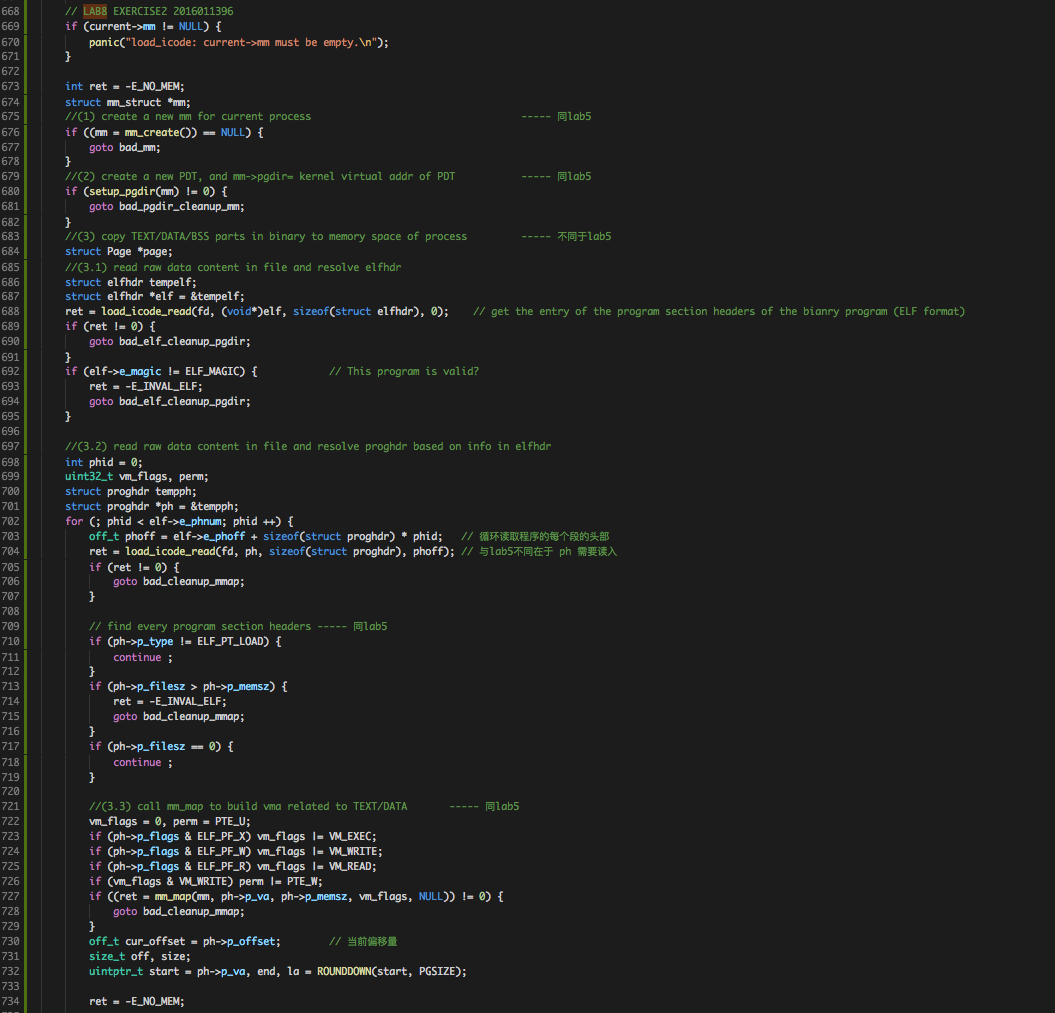 668 // LAB8 EXERCISE2 2016011396
669 if (current->mm != NULL) {
670 panic("load_icode: current->mm must be empty.\n");
671 }
672
673 int ret = -E_NO_MEM;
674 struct mm_struct *mm;
675 //(1) create a new mm for current process ----- 同lab5
676 if ((mm = mm_create()) == NULL) {
677 goto bad_mm;
678 }
679 //(2) create a new PDT, and mm->pgdir= kernel virtual addr of PDT ----- 同lab5
680 if (setup_pgdir(mm) != 0) {
681 goto bad_pgdir_cleanup_mm;
682 }
683 //(3) copy TEXT/DATA/BSS parts in binary to memory space of process ----- 不同于lab5
684 struct Page *page;
685 //(3.1) read raw data content in file and resolve elfhdr
686 struct elfhdr tempelf;
687 struct elfhdr *elf = &tempelf;
688 ret = load_icode_read(fd, (void*)elf, sizeof(struct elfhdr), 0); // get the entry of the program section headers of the bianry program (ELF format)
689 if (ret != 0) {
690 goto bad_elf_cleanup_pgdir;
691 }
692 if (elf->e_magic != ELF_MAGIC) { // This program is valid?
693 ret = -E_INVAL_ELF;
694 goto bad_elf_cleanup_pgdir;
695 }
696
697 //(3.2) read raw data content in file and resolve proghdr based on info in elfhdr
698 int phid = 0;
699 uint32_t vm_flags, perm;
700 struct proghdr tempph;
701 struct proghdr *ph = &tempph;
702 for (; phid < elf->e_phnum; phid ++) {
703 off_t phoff = elf->e_phoff + sizeof(struct proghdr) * phid; // 循环读取程序的每个段的头部
704 ret = load_icode_read(fd, ph, sizeof(struct proghdr), phoff); // 与lab5不同在于 ph 需要读入
705 if (ret != 0) {
706 goto bad_cleanup_mmap;
707 }
708
709 // find every program section headers ----- 同lab5
710 if (ph->p_type != ELF_PT_LOAD) {
711 continue ;
712 }
713 if (ph->p_filesz > ph->p_memsz) {
714 ret = -E_INVAL_ELF;
715 goto bad_cleanup_mmap;
716 }
717 if (ph->p_filesz == 0) {
718 continue ;
719 }
720
721 //(3.3) call mm_map to build vma related to TEXT/DATA ----- 同lab5
722 vm_flags = 0, perm = PTE_U;
723 if (ph->p_flags & ELF_PF_X) vm_flags |= VM_EXEC;
724 if (ph->p_flags & ELF_PF_W) vm_flags |= VM_WRITE;
725 if (ph->p_flags & ELF_PF_R) vm_flags |= VM_READ;
726 if (vm_flags & VM_WRITE) perm |= PTE_W;
727 if ((ret = mm_map(mm, ph->p_va, ph->p_memsz, vm_flags, NULL)) != 0) {
728 goto bad_cleanup_mmap;
729 }
730 off_t cur_offset = ph->p_offset; // 当前偏移量
731 size_t off, size;
732 uintptr_t start = ph->p_va, end, la = ROUNDDOWN(start, PGSIZE);
733
734 ret = -E_NO_MEM;